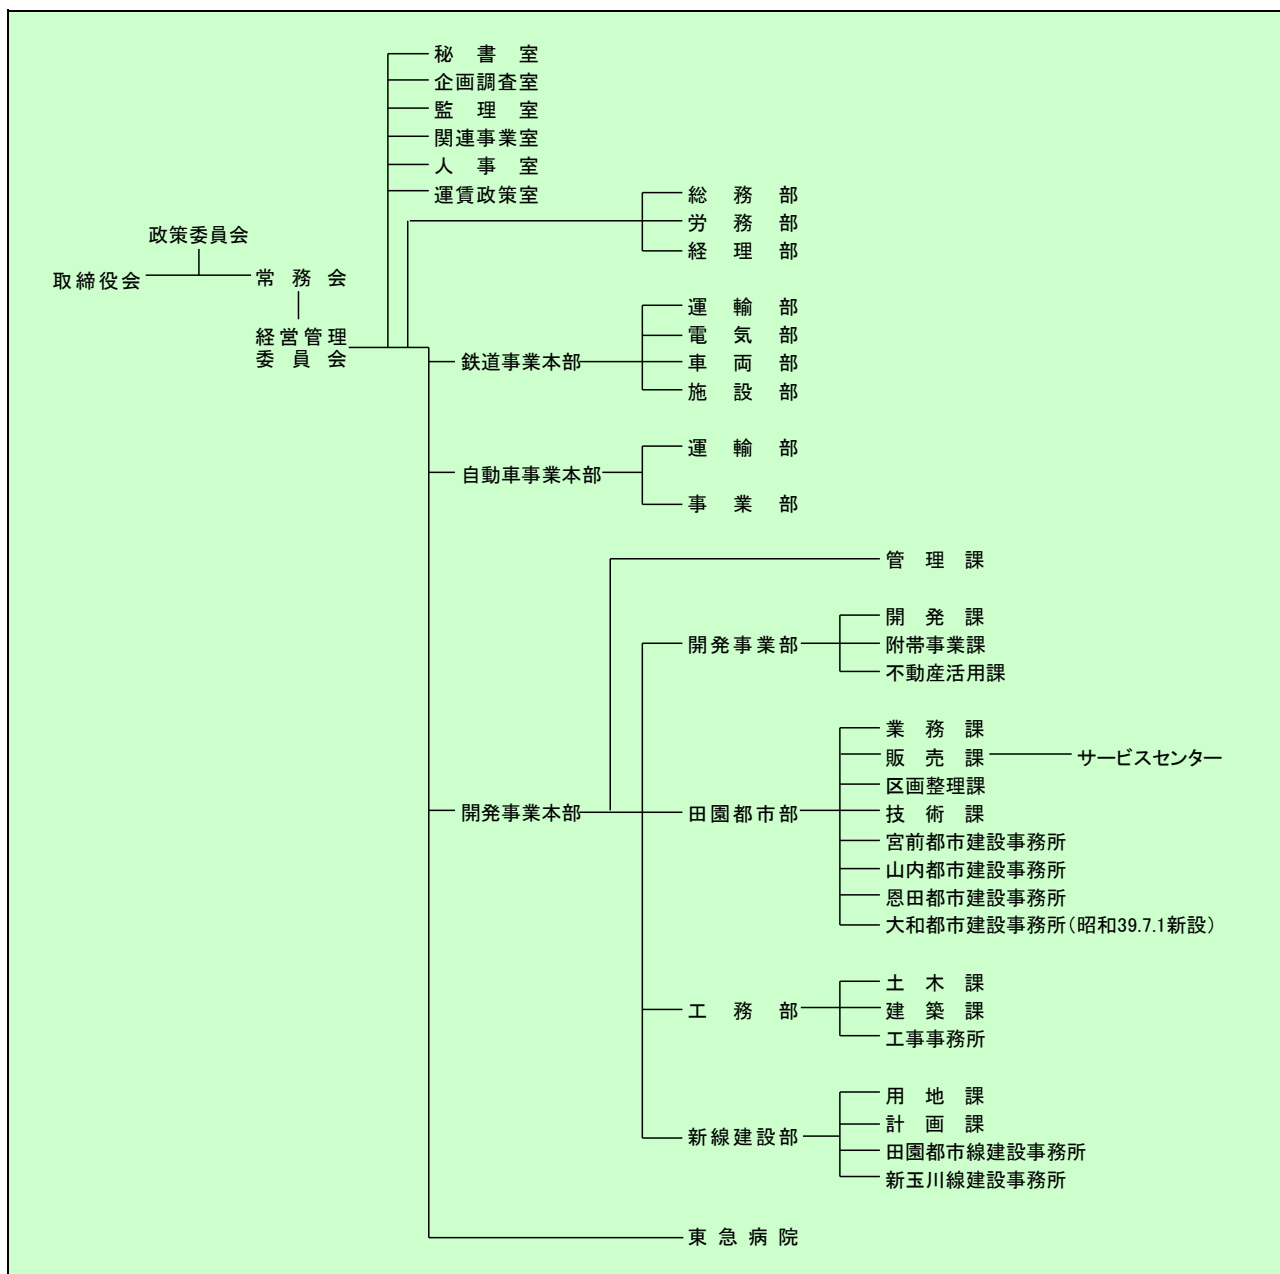 秘書室
企画調査室
監理室
関連事業室
人事室
運賃政策室
総務部
労務部
経理部
政策委員会
取締役会
常務会
経営管理
委員会
運輸部
電気部
鉄道事業本部
車両部
施設部
運輸部
自動車事業本部
事業部
管理課
開発課
開発事業部
附帯事業課
不動産活用課
業務課
販売課
サービスセンター
区画整理課
開発事業本部
田園都市部
技術課
宮前都市建設事務所
山内都市建設事務所
恩田都市建設事務所
大和都市建設事務所(昭和39.7.1新設)
土木課
工務部
建築課
工事事務所
用地課
計画課
新線建設部
田園都市線建設事務所
新玉川線建設事務所
東急病院